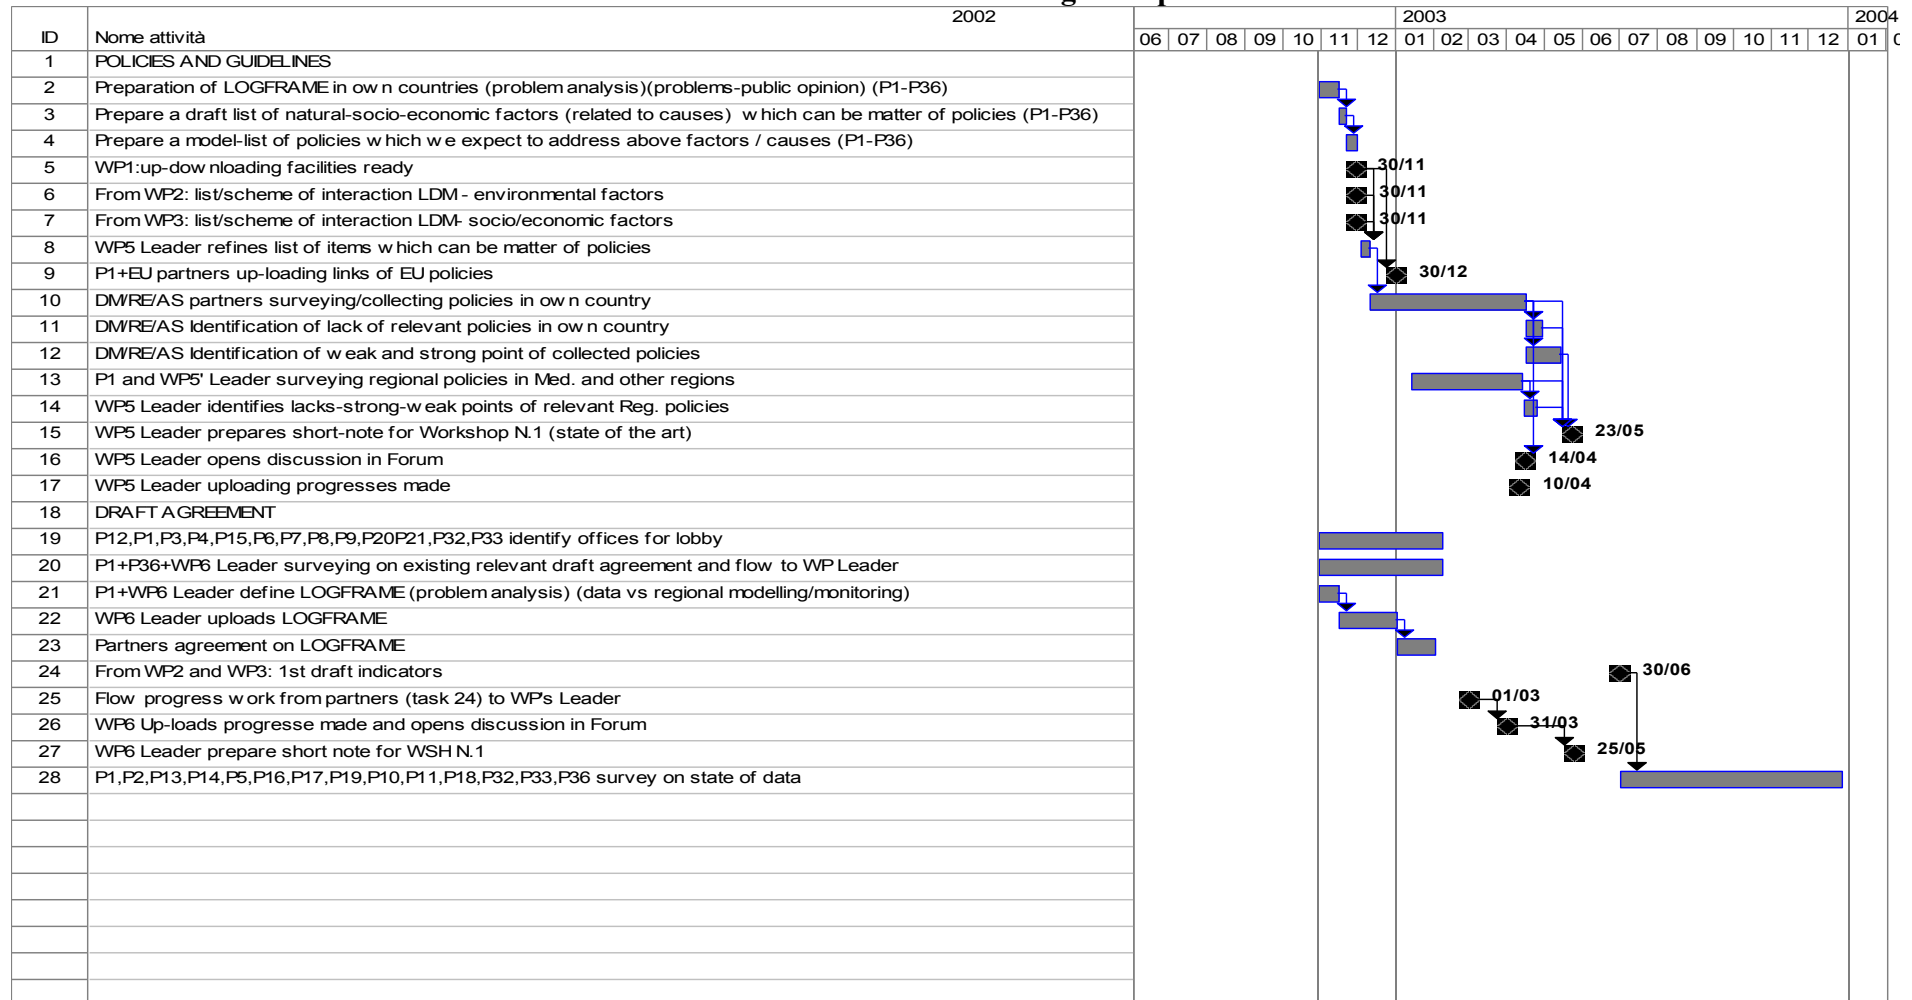 2002 2003 2004
ID Nome attività 06 07 08 09 10 11 12 01 02 03 04 05 06 07 08 09 10 11 12 01
1 POLICIES AND GUIDELINES
2 Preparation of LOGFRAME in own countries (problem analysis)(problems-public opinion) (P1-P36)
3 Prepare a draft list of natural-socio-economic factors (related to causes) which can be matter of policies (P1-P36)
4 Prepare a model-list of policies which we expect to address above factors / causes (P1-P36)
5 WP1:up-downloading facilities ready 30/11
6 From WP2: list/scheme of interaction LDM - environmental factors 30/11
7 From WP3: list/scheme of interaction LDM- socio/economic factors 30/11
8 WP5 Leader refines list of items which can be matter of policies
9 P1+EU partners up-loading links of EU policies 30/12
10 DM/RE/AS partners surveying/collecting policies in own country
11 DM/RE/AS Identification of lack of relevant policies in own country
12 DM/RE/AS Identification of weak and strong point of collected policies
13 P1 and WP5' Leader surveying regional policies in Med. and other regions
14 WP5 Leader identifies lacks-strong-weak points of relevant Reg. policies
15 WP5 Leader prepares short-note for Workshop N.1 (state of the art) 23/05
16 WP5 Leader opens discussion in Forum 14/04
17 WP5 Leader uploading progresses made 10/04
18 DRAFT AGREEMENT
19 P12,P1,P3,P4,P15,P6,P7,P8,P9,P20P21,P32,P33 identify offices for lobby
20 P1+P36+WP6 Leader surveying on existing relevant draft agreement and flow to WP Leader
21 P1+WP6 Leader define LOGFRAME (problem analysis) (data vs regional modelling/monitoring)
22 WP6 Leader uploads LOGFRAME
23 Partners agreement on LOGFRAME
24 From WP2 and WP3: 1st draft indicators 30/06
25 Flow progress work from partners (task 24) to WP's Leader 01/03
26 WP6 Up-loads progresse made and opens discussion in Forum 31/03
27 WP6 Leader prepare short note for WSH N.1 25/05
28 P1,P2,P13,P14,P5,P16,P17,P19,P10,P11,P18,P32,P33,P36 survey on state of data